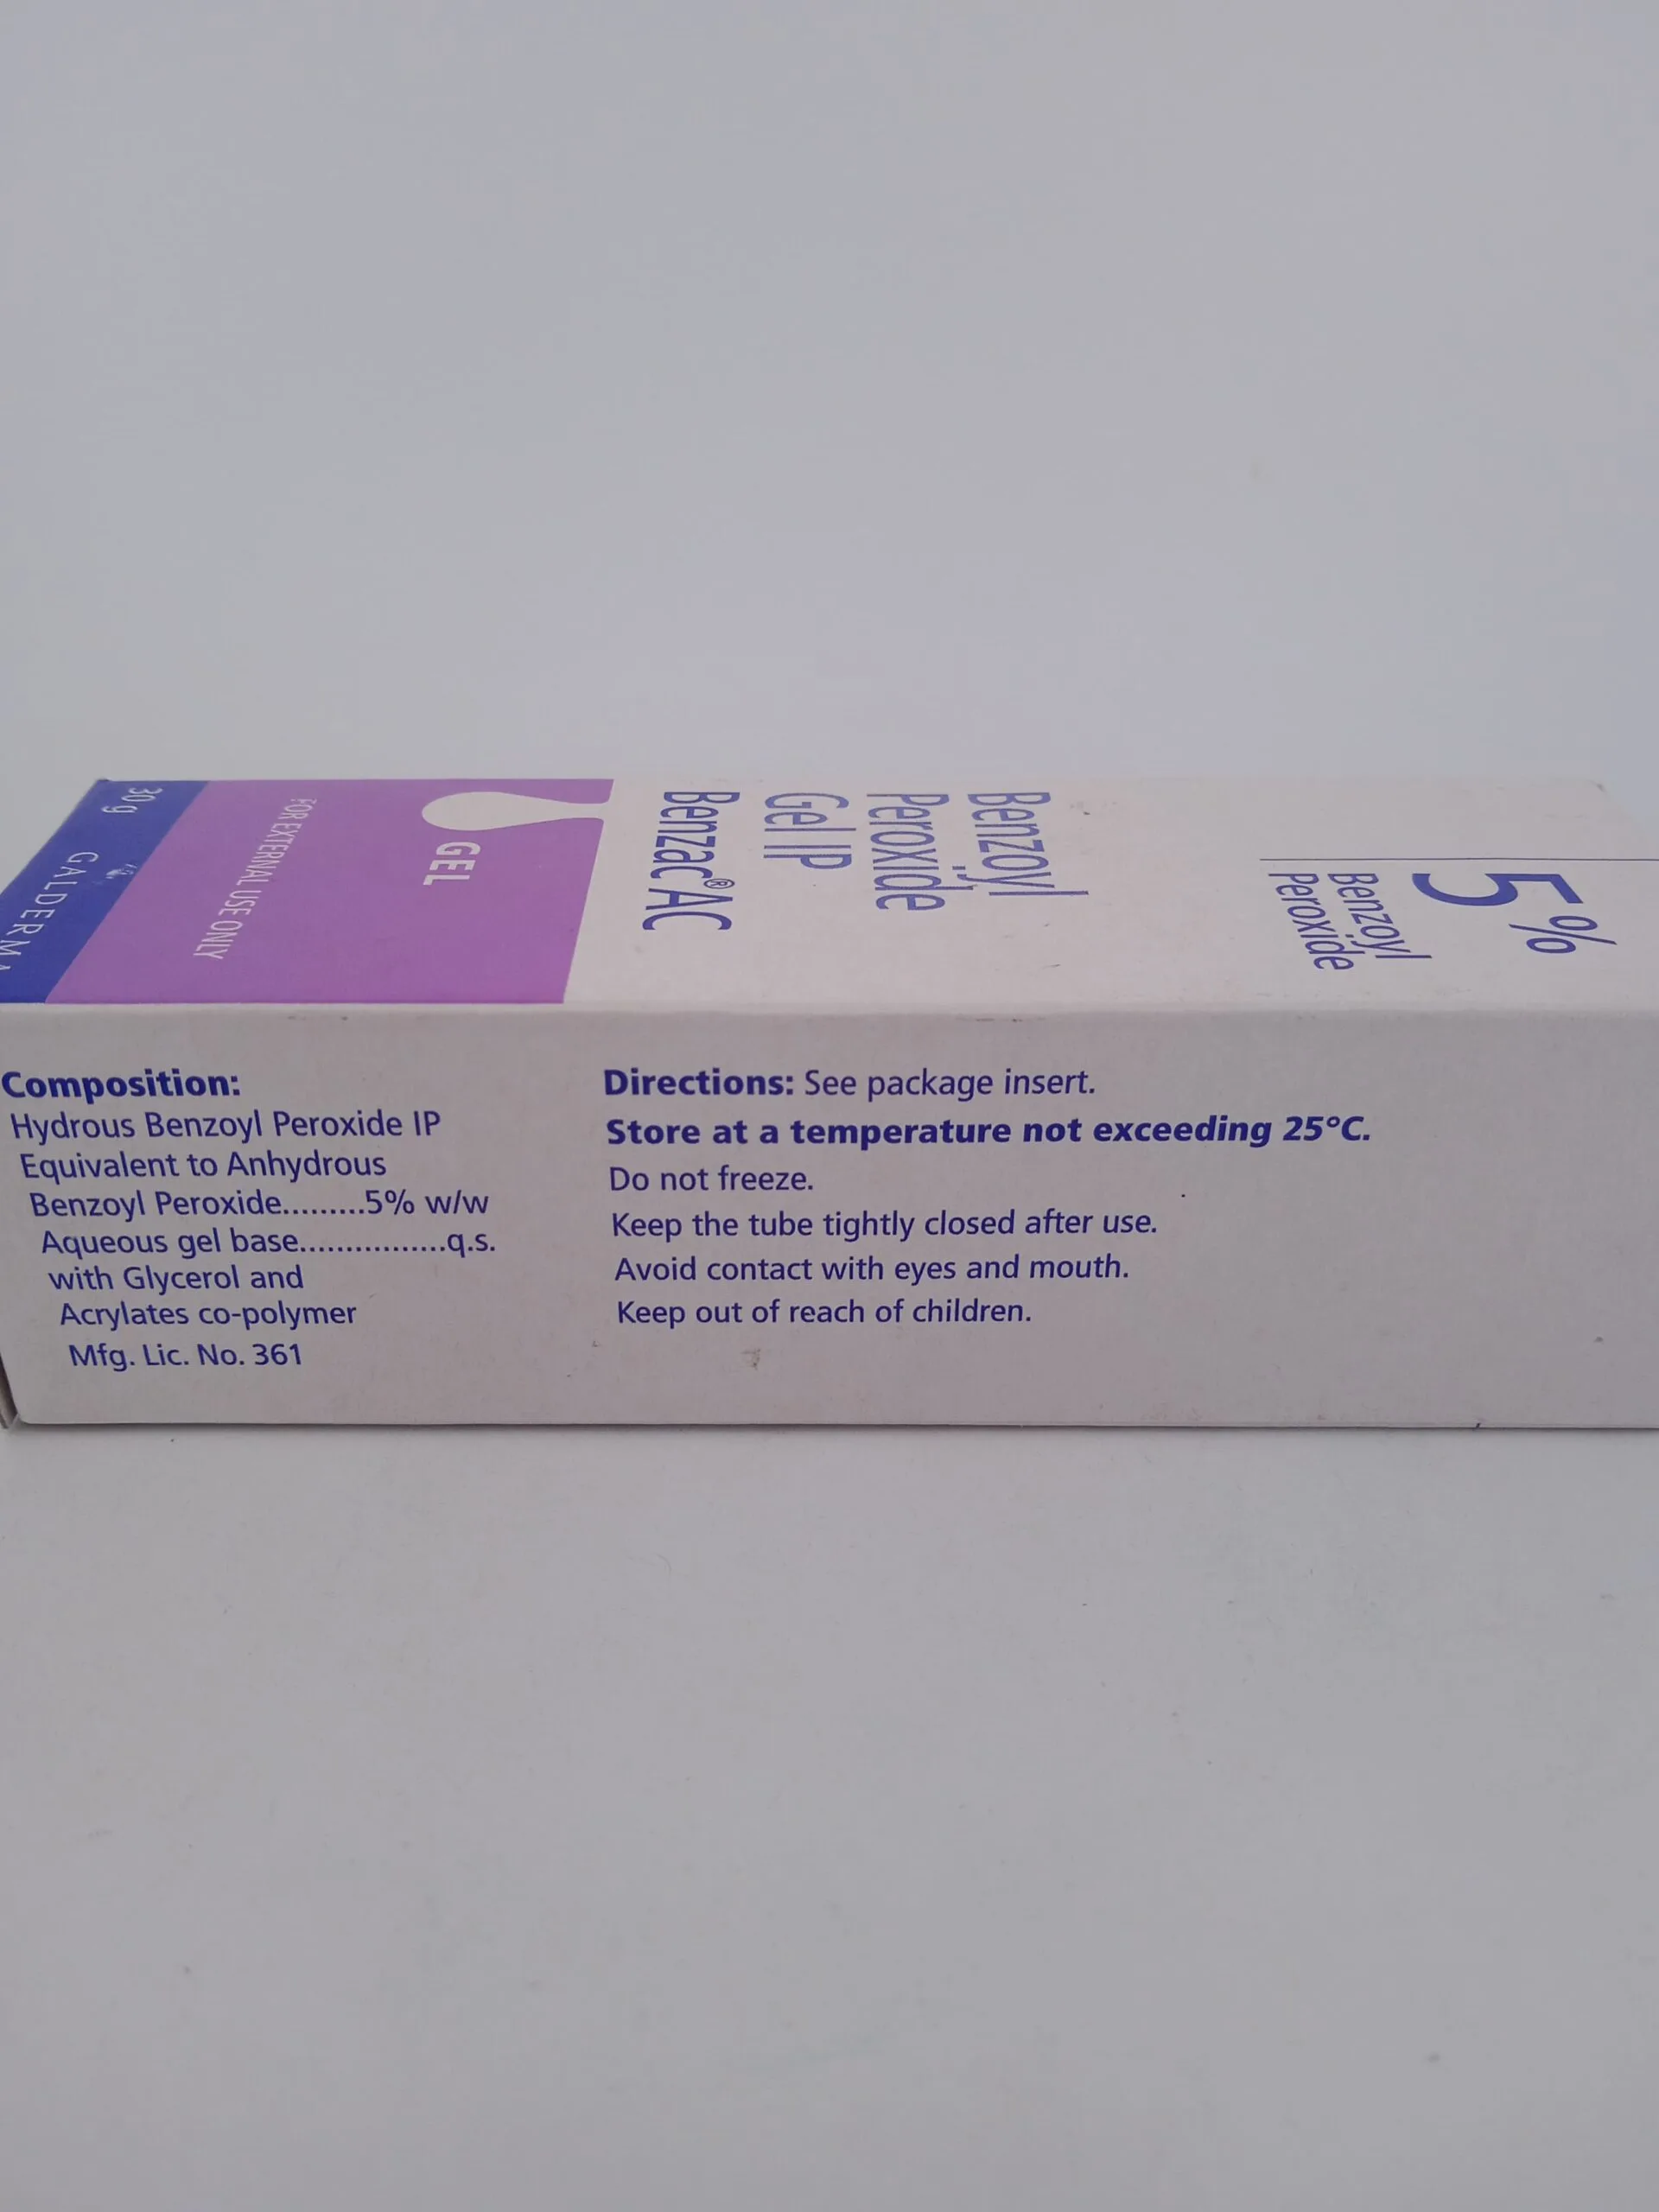 5%
Benzoyl
Peroxide
Benzoyl
Peroxide
Gel IP
Benzac® AC
GEL
FOR EXTERNAL USE ONLY
30 g
GALDERMA
Composition:
Hydrous Benzoyl Peroxide IP
Equivalent to Anhydrous
Benzoyl Peroxide.........5% w/w
Aqueous gel base................q.s.
with Glycerol and
Acrylates co-polymer
Mfg. Lic. No. 361
Directions: See package insert.
Store at a temperature not exceeding 25°C.
Do not freeze.
Keep the tube tightly closed after use.
Avoid contact with eyes and mouth.
Keep out of reach of children.